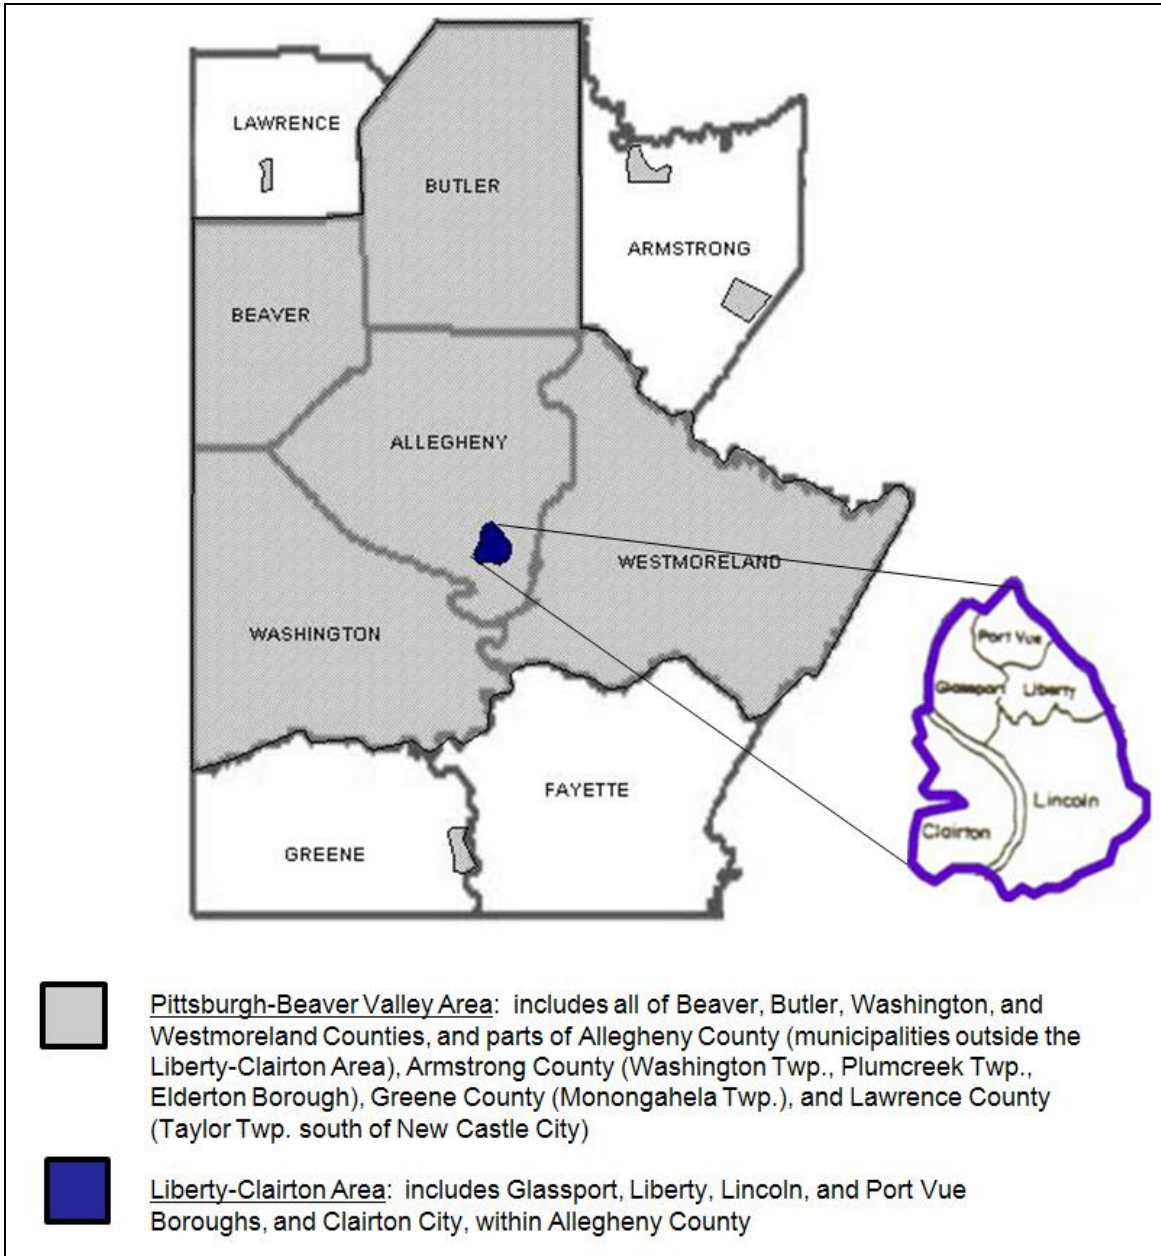 LAWRENCE
BUTLER
ARMSTRONG
BEAVER
ALLEGHENY
WESTMORELAND
WASHINGTON
Port Vue
Glassport Liberty
Lincoln
Clairton
FAYETTE
GREENE
Pittsburgh-Beaver Valley Area: includes all of Beaver, Butler, Washington, and
Westmoreland Counties, and parts of Allegheny County (municipalities outside the
Liberty-Clairton Area), Armstrong County (Washington Twp., Plumcreek Twp.,
Elderton Borough), Greene County (Monongahela Twp.), and Lawrence County
(Taylor Twp. south of New Castle City)
Liberty-Clairton Area: includes Glassport, Liberty, Lincoln, and Port Vue
Boroughs, and Clairton City, within Allegheny County